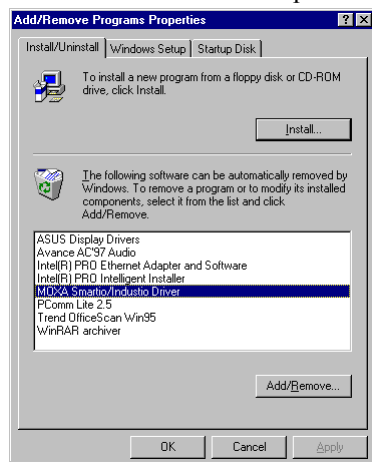 Add/Remove Programs Properties
Install/Uninstall Windows Setup Startup Disk
To install a new program from a floppy disk or CD-ROM
drive, click Install.
Install...
The following software can be automatically removed by
Windows. To remove a program or to modify its installed
components, select it from the list and click
Add/Remove.
ASUS Display Drivers
Avance AC'97 Audio
Intel(R) PRO Ethernet Adapter and Software
Intel(R) PRO Intelligent Installer
MOXA Smartio/Industio Driver
PComm Lite 2.5
Trend OfficeScan Win95
WinRAR archiver
Add/Remove...
OK Cancel Apply